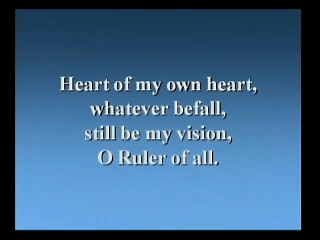 Heart of my own heart,
whatever befall,
still be my vision,
O Ruler of all.